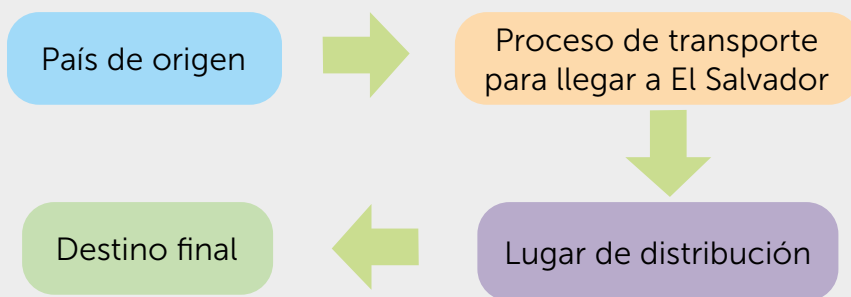 País de origen
Proceso de transporte
para llegar a El Salvador
Lugar de distribución
Destino final